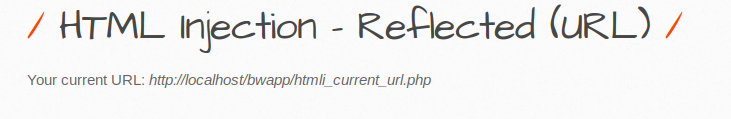 / HTML Injection - Reflected (URL) /
Your current URL: http://localhost/bwapp/htmli_current_url.php